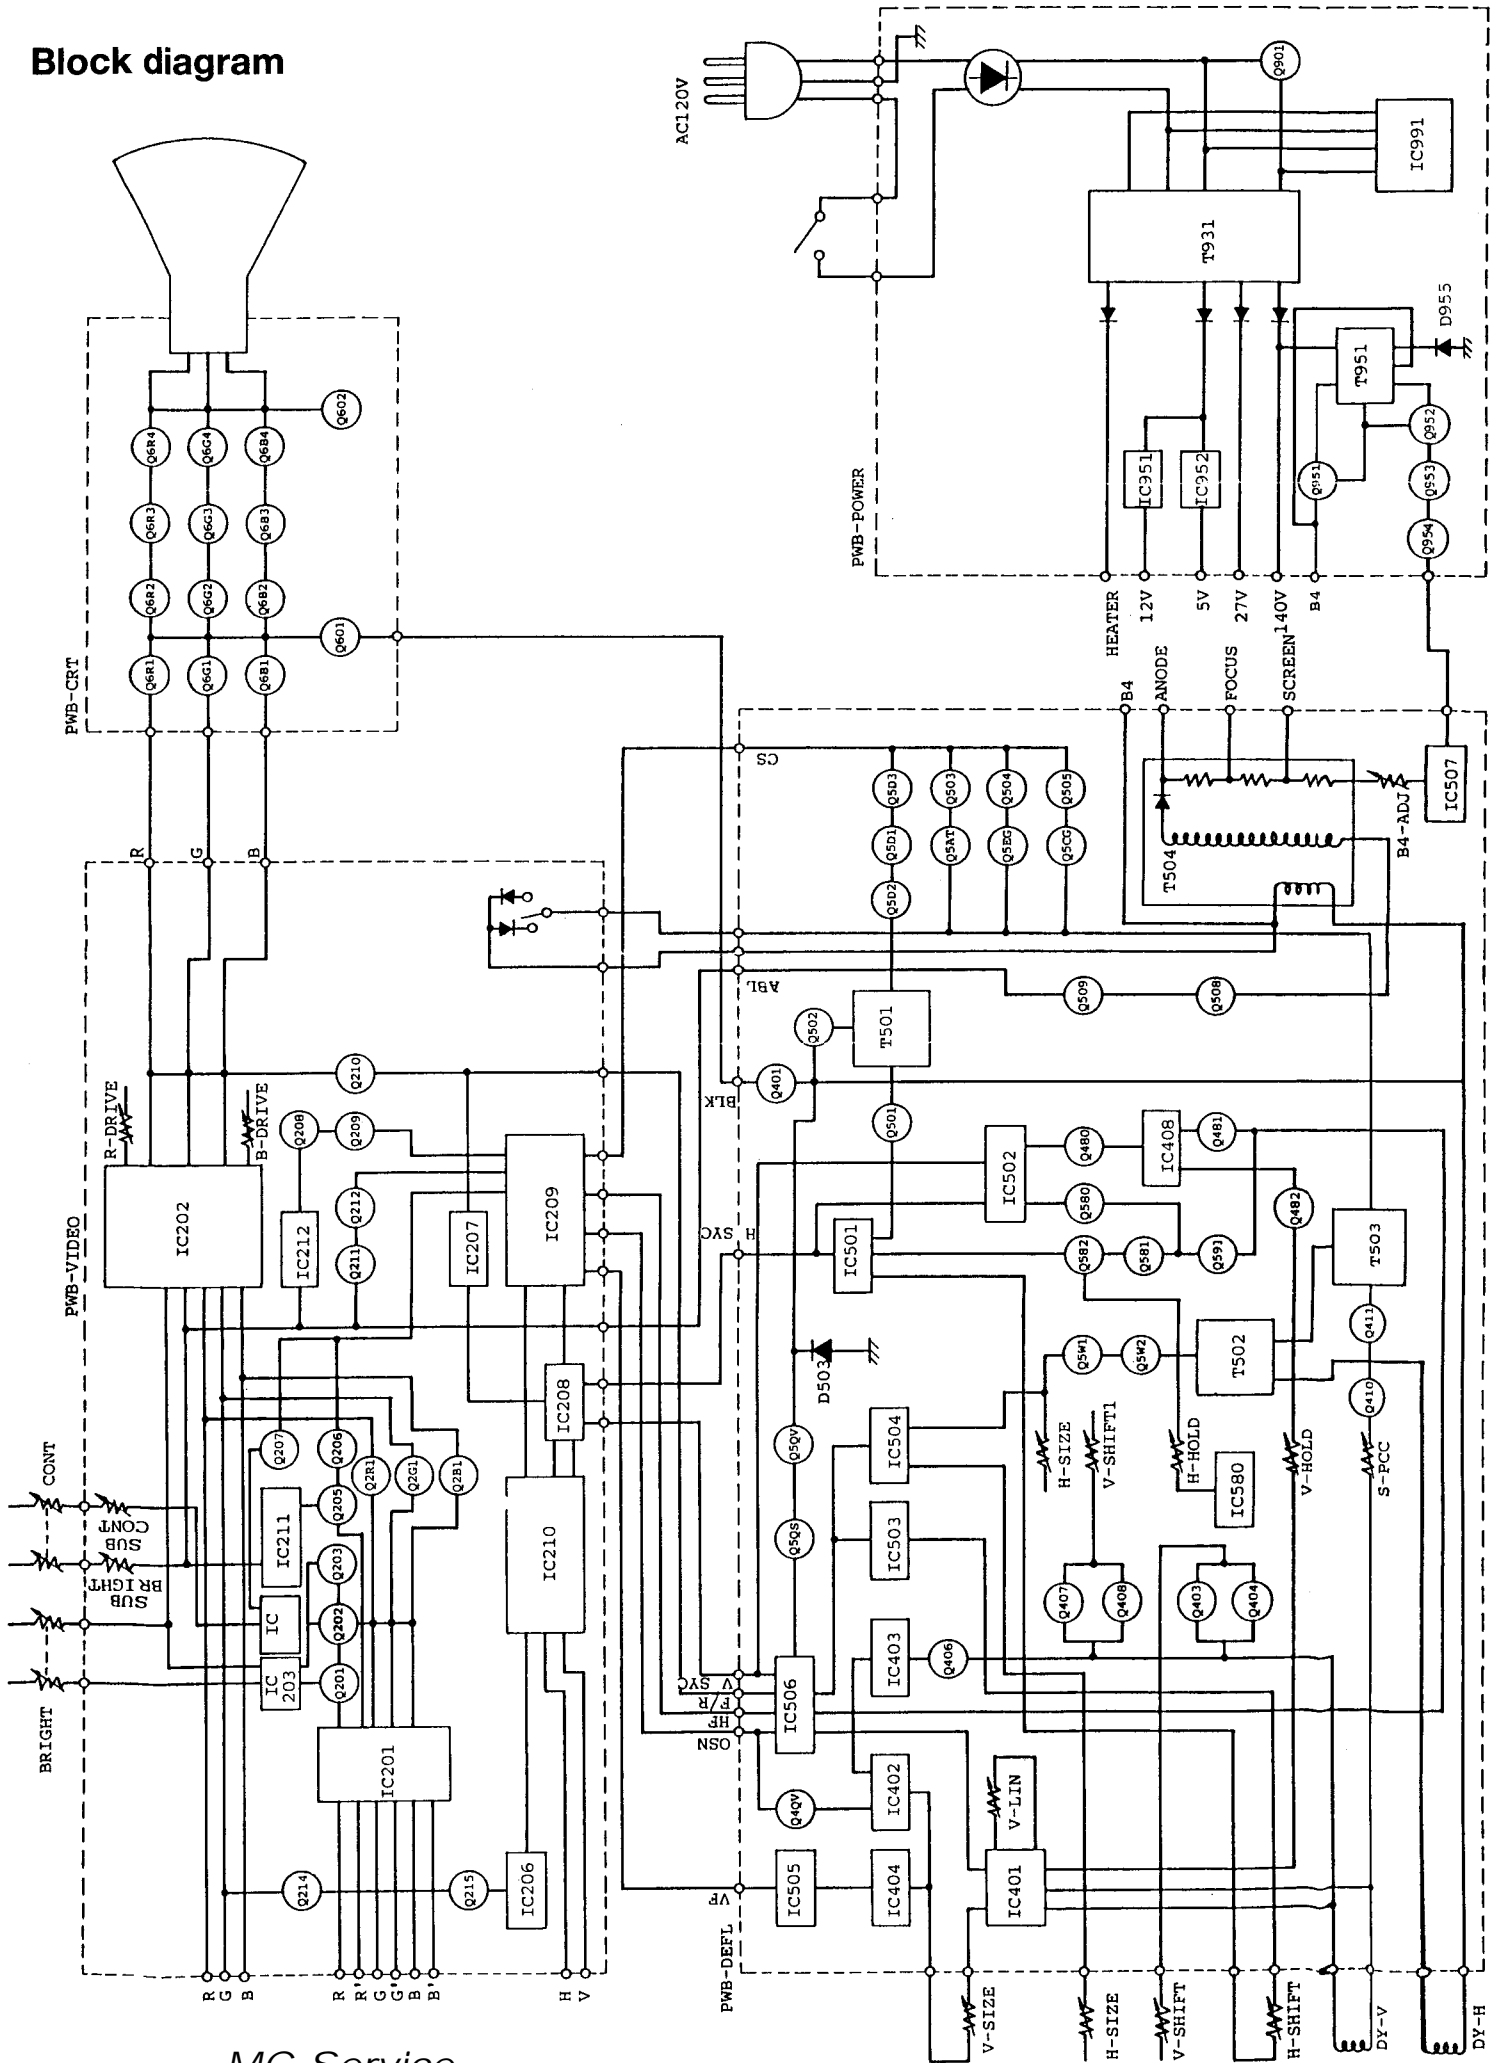 Block diagram
AC120V
Q901
IC991
T931
D955
T951
Q951
Q952
Q953
Q954
IC951
IC952
PWB-POWER
HEATER
12V
5V
27V
140V
B4
PWB-CRT
Q602
Q6R4
Q6G4
Q6B4
Q6R3
Q6G3
Q6B3
Q6R2
Q6G2
Q6B2
Q601
Q6R1
Q6G1
Q6B1
R
G
B
PWB-VIDEO
R-DRIVE
B-DRIVE
Q210
Q208
Q209
IC202
IC212
Q212
Q211
IC207
IC209
IC208
CONT
SUB CONT
SUB BRIGHT
BRIGHT
Q207
Q206
Q2R1
Q2G1
Q2B1
IC211
Q205
Q203
IC
Q202
IC 203
Q201
IC210
IC201
Q214
Q215
IC206
R
G
B
R
R'
G
G'
B
B'
H
V
PWB-DEFL
CS
ABL
BLK
H SYC
V SYC
F/R
HF
OSN
VF
B4
ANODE
FOCUS
SCREEN
Q5D3
Q503
Q504
Q505
Q5D1
Q5AT
Q5EG
Q5CG
Q5D2
T504
B4-ADJ
IC507
Q509
Q508
Q502
T501
Q401
Q501
IC502
Q480
IC408
Q481
Q580
Q482
IC501
Q582
Q581
Q591
T503
D503
Q5W1
Q5W2
T502
Q411
Q410
Q5QV
IC504
H-SIZE
V-SHIFT1
H-HOLD
IC580
V-HOLD
S-PCC
Q5QS
IC503
Q407
Q408
Q403
Q404
IC403
Q406
IC506
IC402
Q4QV
V-LIN
IC505
IC404
IC401
V-SIZE
H-SIZE
V-SHIFT
H-SHIFT
DY-V
DY-H
MC-Service